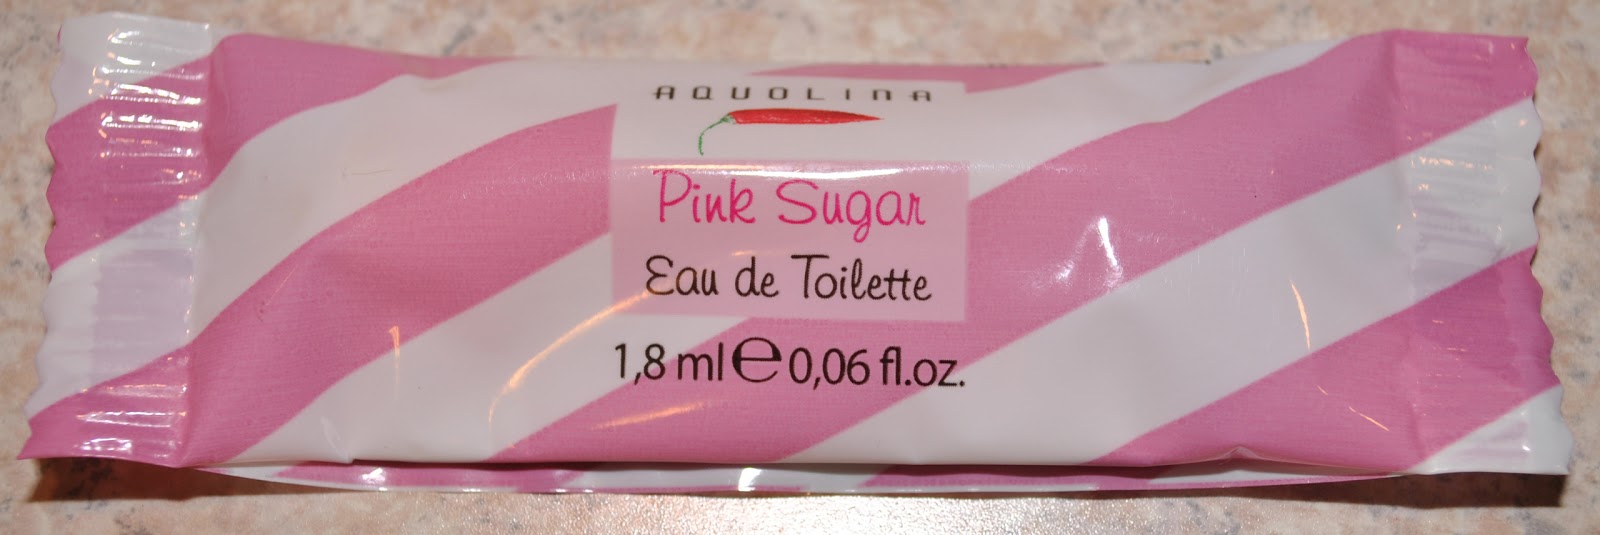 AQUOLINA
Pink Sugar
Eau de Toilette
1,8 ml ℮ 0,06 fl.oz.